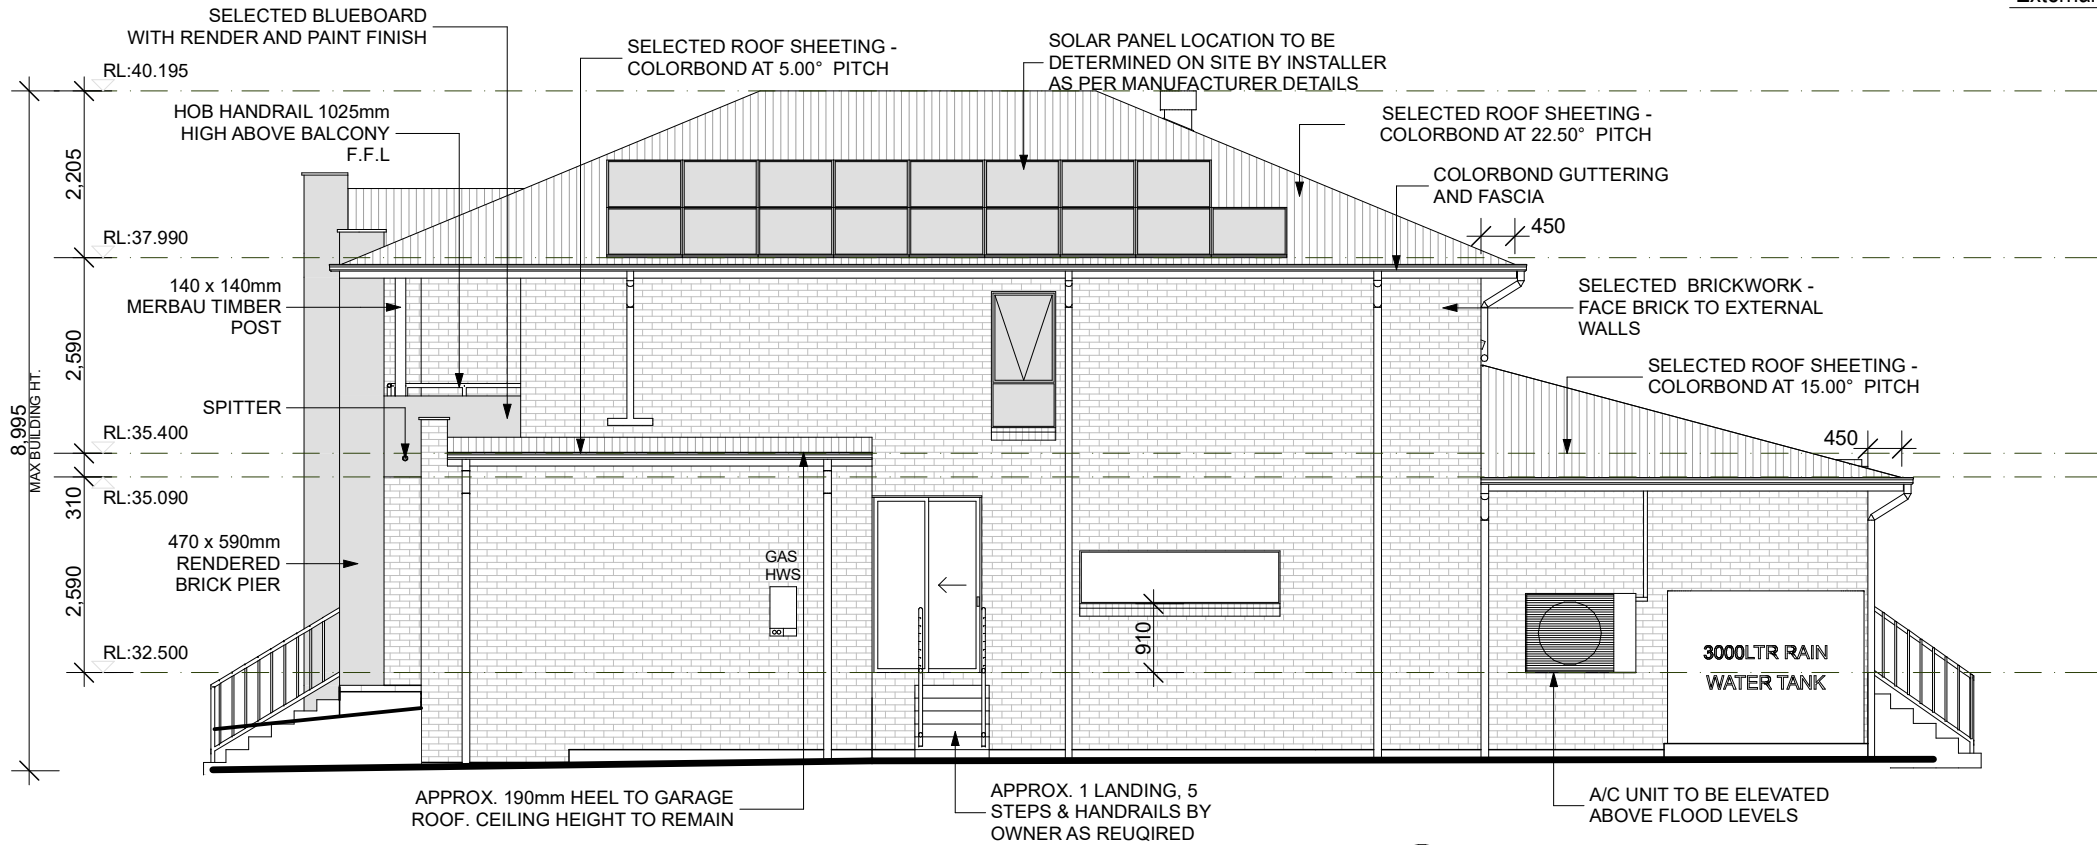 External
SELECTED BLUEBOARD
WITH RENDER AND PAINT FINISH
SELECTED ROOF SHEETING -
COLORBOND AT 5.00° PITCH
SOLAR PANEL LOCATION TO BE
DETERMINED ON SITE BY INSTALLER
AS PER MANUFACTURER DETAILS
RL:40.195
HOB HANDRAIL 1025mm
HIGH ABOVE BALCONY
F.F.L
SELECTED ROOF SHEETING -
COLORBOND AT 22.50° PITCH
COLORBOND GUTTERING
AND FASCIA
450
2,205
RL:37.990
140 x 140mm
MERBAU TIMBER
POST
SELECTED BRICKWORK -
FACE BRICK TO EXTERNAL
WALLS
2,590
SELECTED ROOF SHEETING -
COLORBOND AT 15.00° PITCH
SPITTER
8,995
MAX BUILDING HT.
RL:35.400
450
310
RL:35.090
470 x 590mm
RENDERED
BRICK PIER
GAS
HWS
2,590
910
RL:32.500
3000LTR RAIN
WATER TANK
APPROX. 190mm HEEL TO GARAGE
ROOF. CEILING HEIGHT TO REMAIN
APPROX. 1 LANDING, 5
STEPS & HANDRAILS BY
OWNER AS REUQIRED
A/C UNIT TO BE ELEVATED
ABOVE FLOOD LEVELS